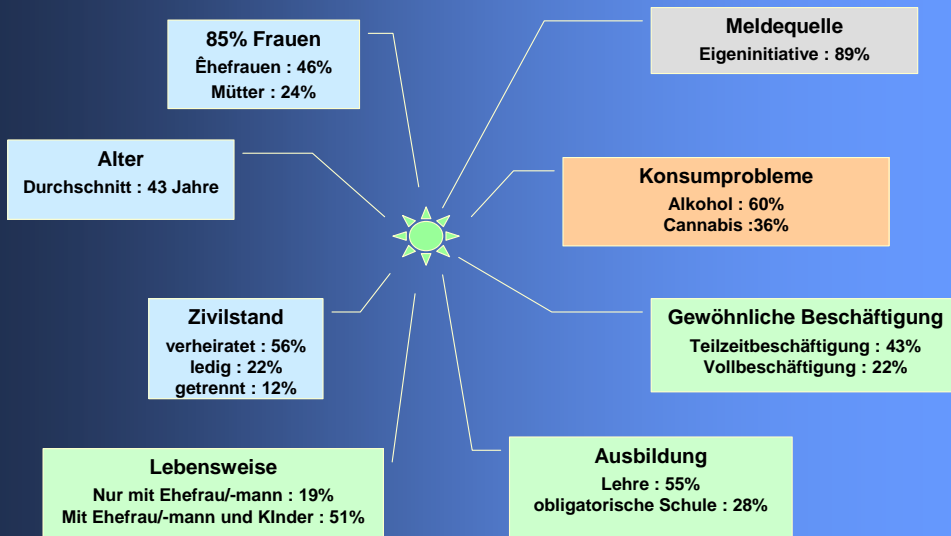 85% Frauen
Êhefrauen : 46%
Mütter : 24%
Meldequelle
Eigeninitiative : 89%
Alter
Durchschnitt : 43 Jahre
Konsumprobleme
Alkohol : 60%
Cannabis :36%
Zivilstand
verheiratet : 56%
ledig : 22%
getrennt : 12%
Gewöhnliche Beschäftigung
Teilzeitbeschäftigung : 43%
Vollbeschäftigung : 22%
Lebensweise
Nur mit Ehefrau/-mann : 19%
Mit Ehefrau/-mann und KInder : 51%
Ausbildung
Lehre : 55%
obligatorische Schule : 28%